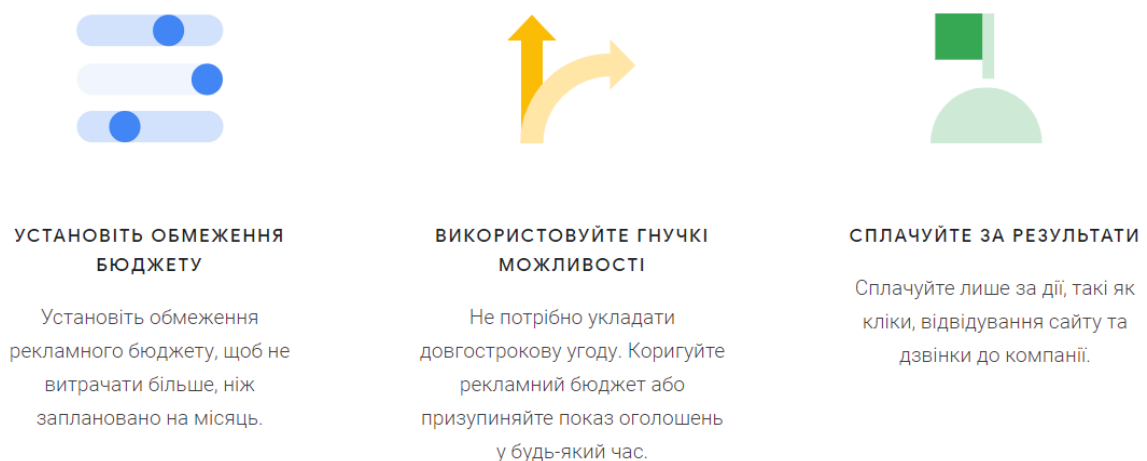 УСТАНОВІТЬ ОБМЕЖЕННЯ
БЮДЖЕТУ
Установіть обмеження
рекламного бюджету, щоб не
витрачати більше, ніж
заплановано на місяць.
ВИКОРИСТОВУЙТЕ ГНУЧКІ
МОЖЛИВОСТІ
Не потрібно укладати
довгострокову угоду. Коригуйте
рекламний бюджет або
призупиняйте показ оголошень
у будь-який час.
СПЛАЧУЙТЕ ЗА РЕЗУЛЬТАТИ
Сплачуйте лише за дії, такі як
кліки, відвідування сайту та
дзвінки до компанії.